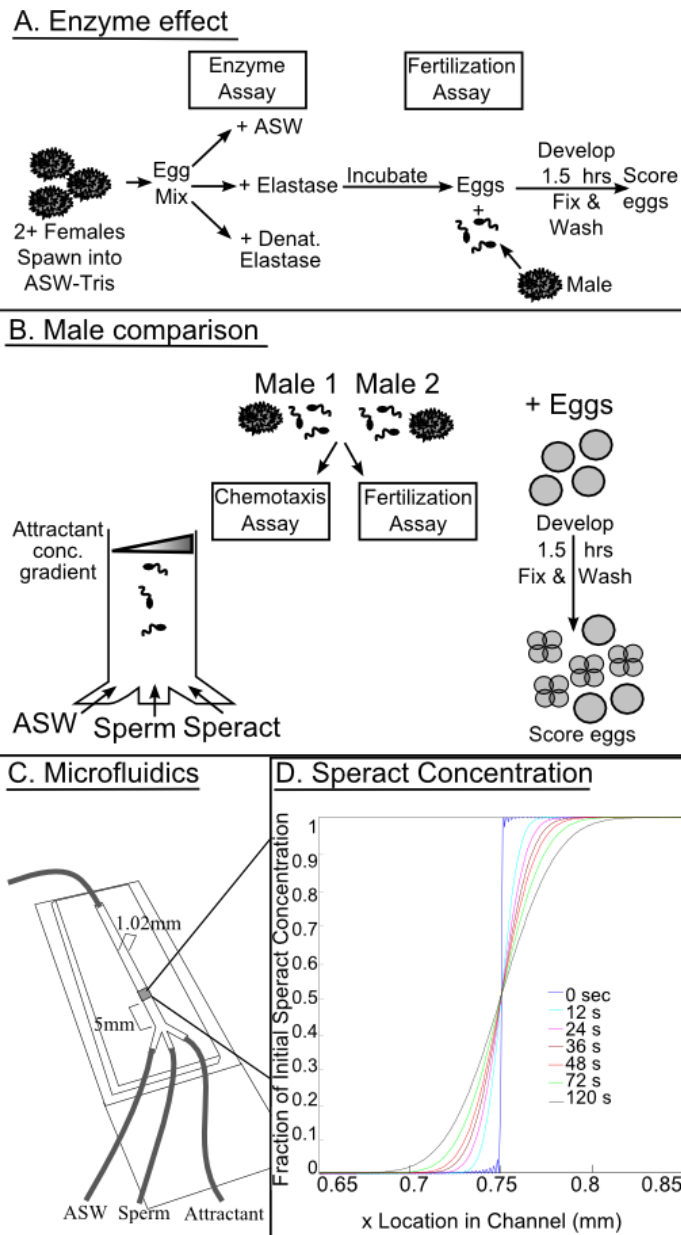 A. Enzyme effect
Enzyme
Assay
Fertilization
Assay
+ ASW
Egg
Mix
+ Elastase
Incubate
Eggs
+
Develop
1.5 hrs
Fix &
Wash
Score
eggs
2+ Females
Spawn into
ASW-Tris
+ Denat.
Elastase
Male
B. Male comparison
Male 1
Male 2
Chemotaxis
Assay
Fertilization
Assay
+ Eggs
Develop
1.5 hrs
Fix & Wash
Score eggs
Attractant
conc.
gradient
ASW
Sperm
Speract
C. Microfluidics
1.02mm
5mm
ASW
Sperm
Attractant
D. Speract Concentration
Fraction of Initial Speract Concentration
1
0.9
0.8
0.7
0.6
0.5
0.4
0.3
0.2
0.1
0
0 sec
12 s
24 s
36 s
48 s
72 s
120 s
0.65
0.7
0.75
0.8
0.85
x Location in Channel (mm)